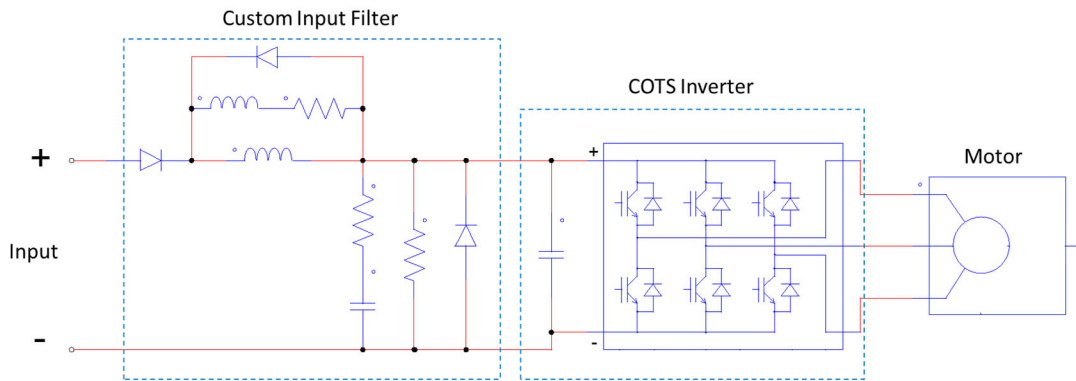 Custom Input Filter
COTS Inverter
Motor
+
+
Input
-
-